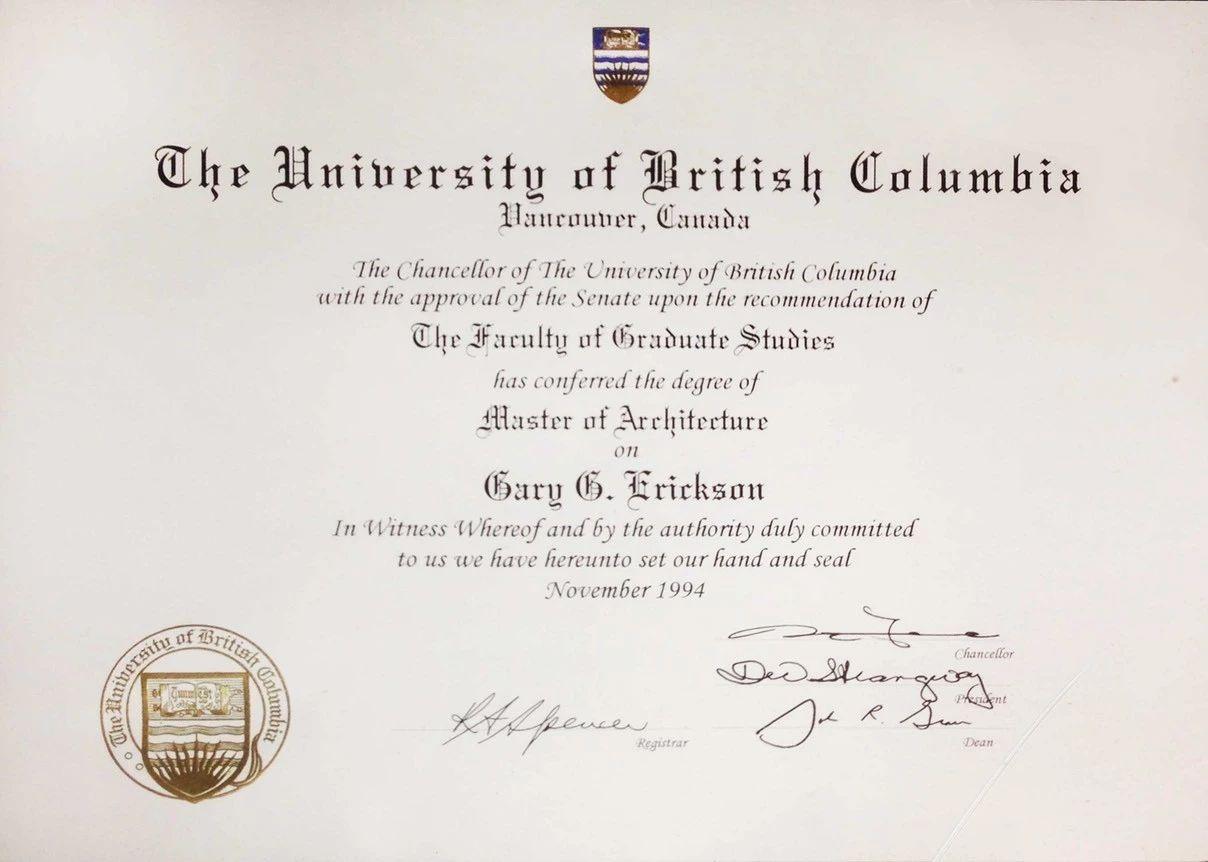 The University of British Columbia
Vancouver, Canada
The Chancellor of The University of British Columbia
with the approval of the Senate upon the recommendation of
The Faculty of Graduate Studies
has conferred the degree of
Master of Architecture
on
Gary G. Erickson
In Witness Whereof and by the authority duly committed
to us we have hereunto set our hand and seal
November 1994
Chancellor
President
Registrar
Dean
The University of British Columbia